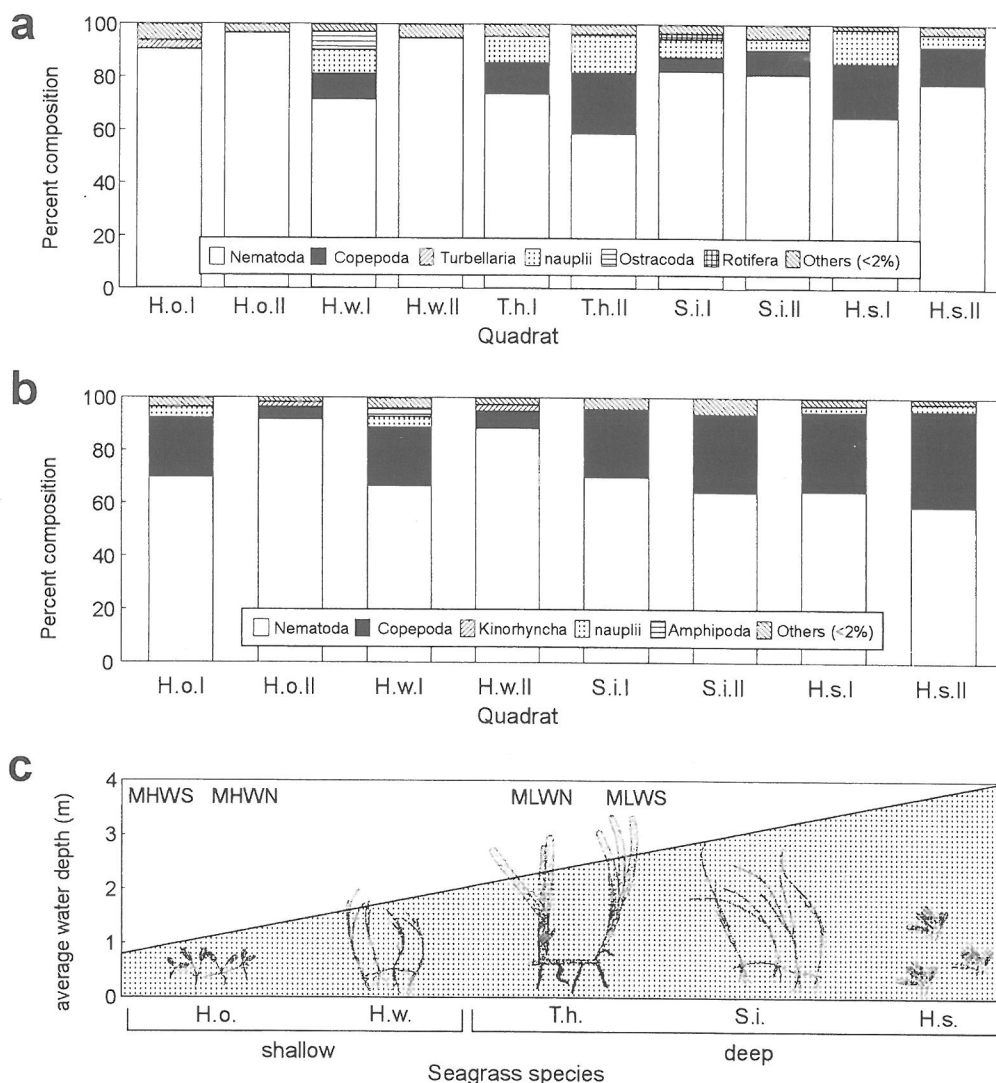 a
Percent composition
100
80
60
40
20
0
Nematoda Copepoda Turbellaria nauplii Ostracoda Rotifera Others (<2%)
H.o.I H.o.II H.w.I H.w.II T.h.I T.h.II S.i.I S.i.II H.s.I H.s.II
Quadrat
b
Percent composition
100
80
60
40
20
0
Nematoda Copepoda Kinorhyncha nauplii Amphipoda Others (<2%)
H.o.I H.o.II H.w.I H.w.II S.i.I S.i.II H.s.I H.s.II
Quadrat
c
average water depth (m)
4
3
2
1
0
MHWS MHWN MLWN MLWS
H.o. H.w. T.h. S.i. H.s.
shallow deep
Seagrass species